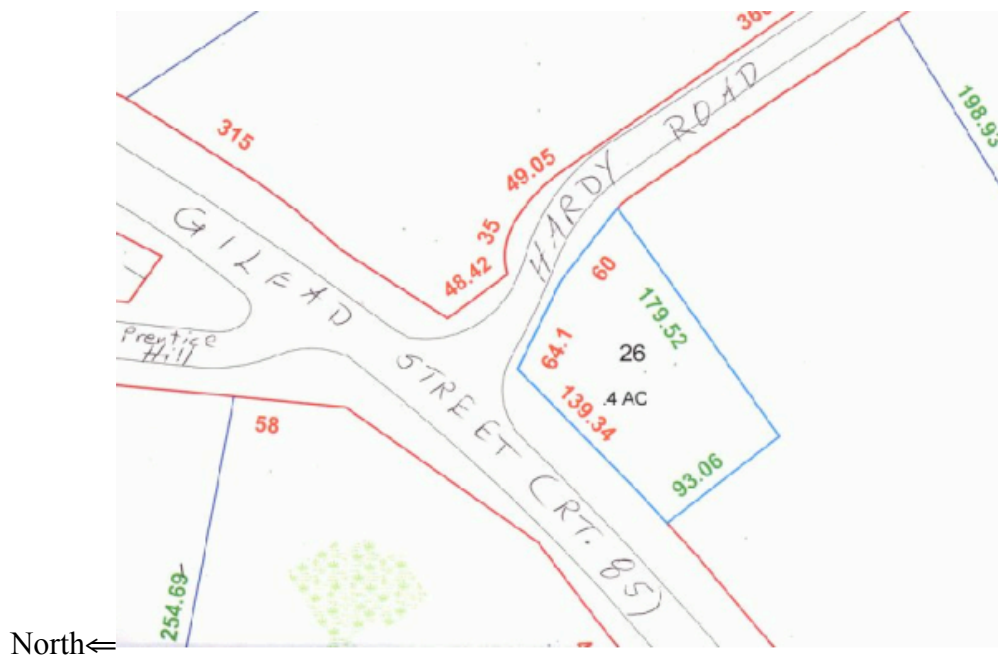 360
198.93
315
HARDY ROAD
49.05
35
GILEAD STREET (RT. 85)
48.42
60
179.52
Prentice
Hill
64.1
26
.4 AC
139.34
58
93.06
254.69
North⇐